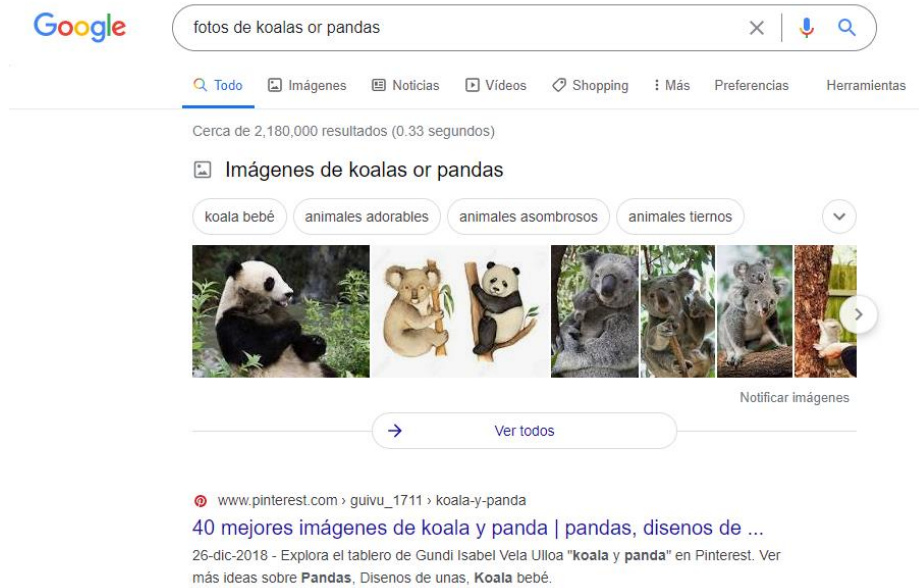 Google
fotos de koalas or pandas
Todo Imágenes Noticias Vídeos Shopping Más Preferencias Herramientas
Cerca de 2,180,000 resultados (0.33 segundos)
Imágenes de koalas or pandas
koala bebé animales adorables animales asombrosos animales tiernos
Notificar imágenes
Ver todos
www.pinterest.com › guivu_1711 › koala-y-panda
40 mejores imágenes de koala y panda | pandas, disenos de ...
26-dic-2018 - Explora el tablero de Gundi Isabel Vela Ulloa "koala y panda" en Pinterest. Ver
más ideas sobre Pandas, Disenos de unas, Koala bebé.